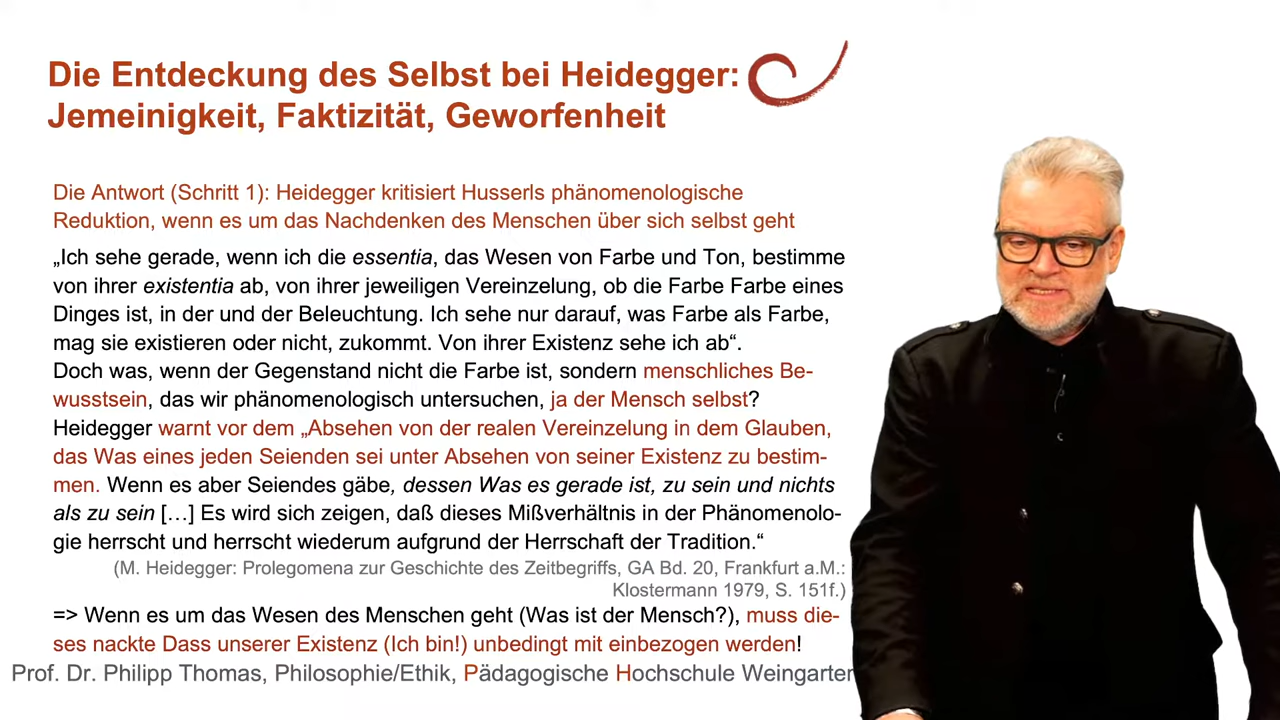 Die Entdeckung des Selbst bei Heidegger:
Jemeinigkeit, Faktizität, Geworfenheit
Die Antwort (Schritt 1): Heidegger kritisiert Husserls phänomenologische
Reduktion, wenn es um das Nachdenken des Menschen über sich selbst geht
„Ich sehe gerade, wenn ich die essentia, das Wesen von Farbe und Ton, bestimme
von ihrer existentia ab, von ihrer jeweiligen Vereinzelung, ob die Farbe Farbe eines
Dinges ist, in der und der Beleuchtung. Ich sehe nur darauf, was Farbe als Farbe,
mag sie existieren oder nicht, zukommt. Von ihrer Existenz sehe ich ab“.
Doch was, wenn der Gegenstand nicht die Farbe ist, sondern menschliches Be-
wusstsein, das wir phänomenologisch untersuchen, ja der Mensch selbst?
Heidegger warnt vor dem „Absehen von der realen Vereinzelung in dem Glauben,
das Was eines jeden Seienden sei unter Absehen von seiner Existenz zu bestim-
men. Wenn es aber Seiendes gäbe, dessen Was es gerade ist, zu sein und nichts
als zu sein […] Es wird sich zeigen, daß dieses Mißverhältnis in der Phänomenolo-
gie herrscht und herrscht wiederum aufgrund der Herrschaft der Tradition.“
(M. Heidegger: Prolegomena zur Geschichte des Zeitbegriffs, GA Bd. 20, Frankfurt a.M.:
Klostermann 1979, S. 151f.)
=> Wenn es um das Wesen des Menschen geht (Was ist der Mensch?), muss die-
ses nackte Dass unserer Existenz (Ich bin!) unbedingt mit einbezogen werden!
Prof. Dr. Philipp Thomas, Philosophie/Ethik, Pädagogische Hochschule Weingarten